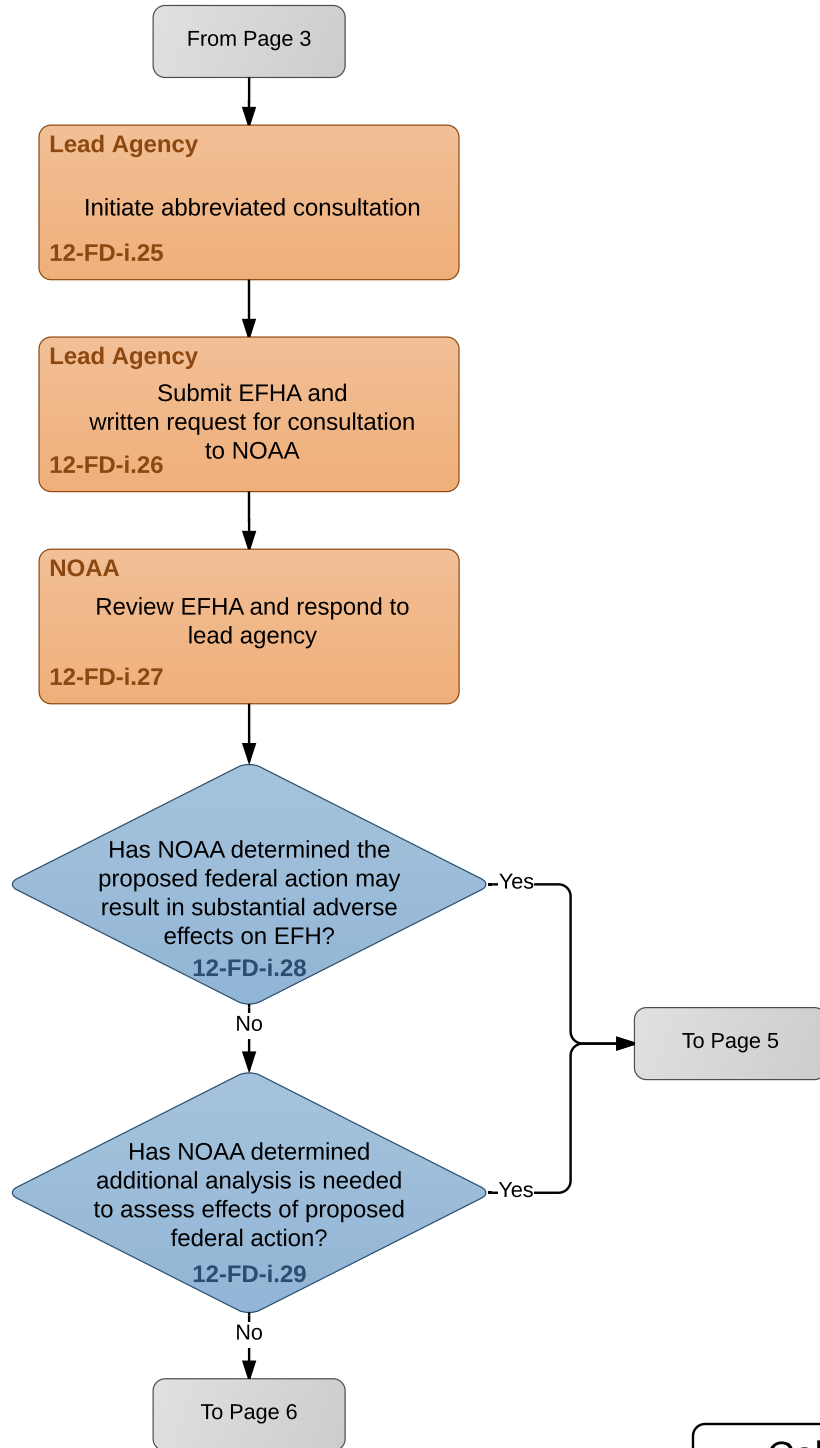 From Page 3
Lead Agency
Initiate abbreviated consultation
12-FD-i.25
Lead Agency
Submit EFHA and
written request for consultation
to NOAA
12-FD-i.26
NOAA
Review EFHA and respond to
lead agency
12-FD-i.27
Has NOAA determined the
proposed federal action may
result in substantial adverse
effects on EFH?
12-FD-i.28
Yes
No
To Page 5
Has NOAA determined
additional analysis is needed
to assess effects of proposed
federal action?
12-FD-i.29
Yes
No
To Page 6